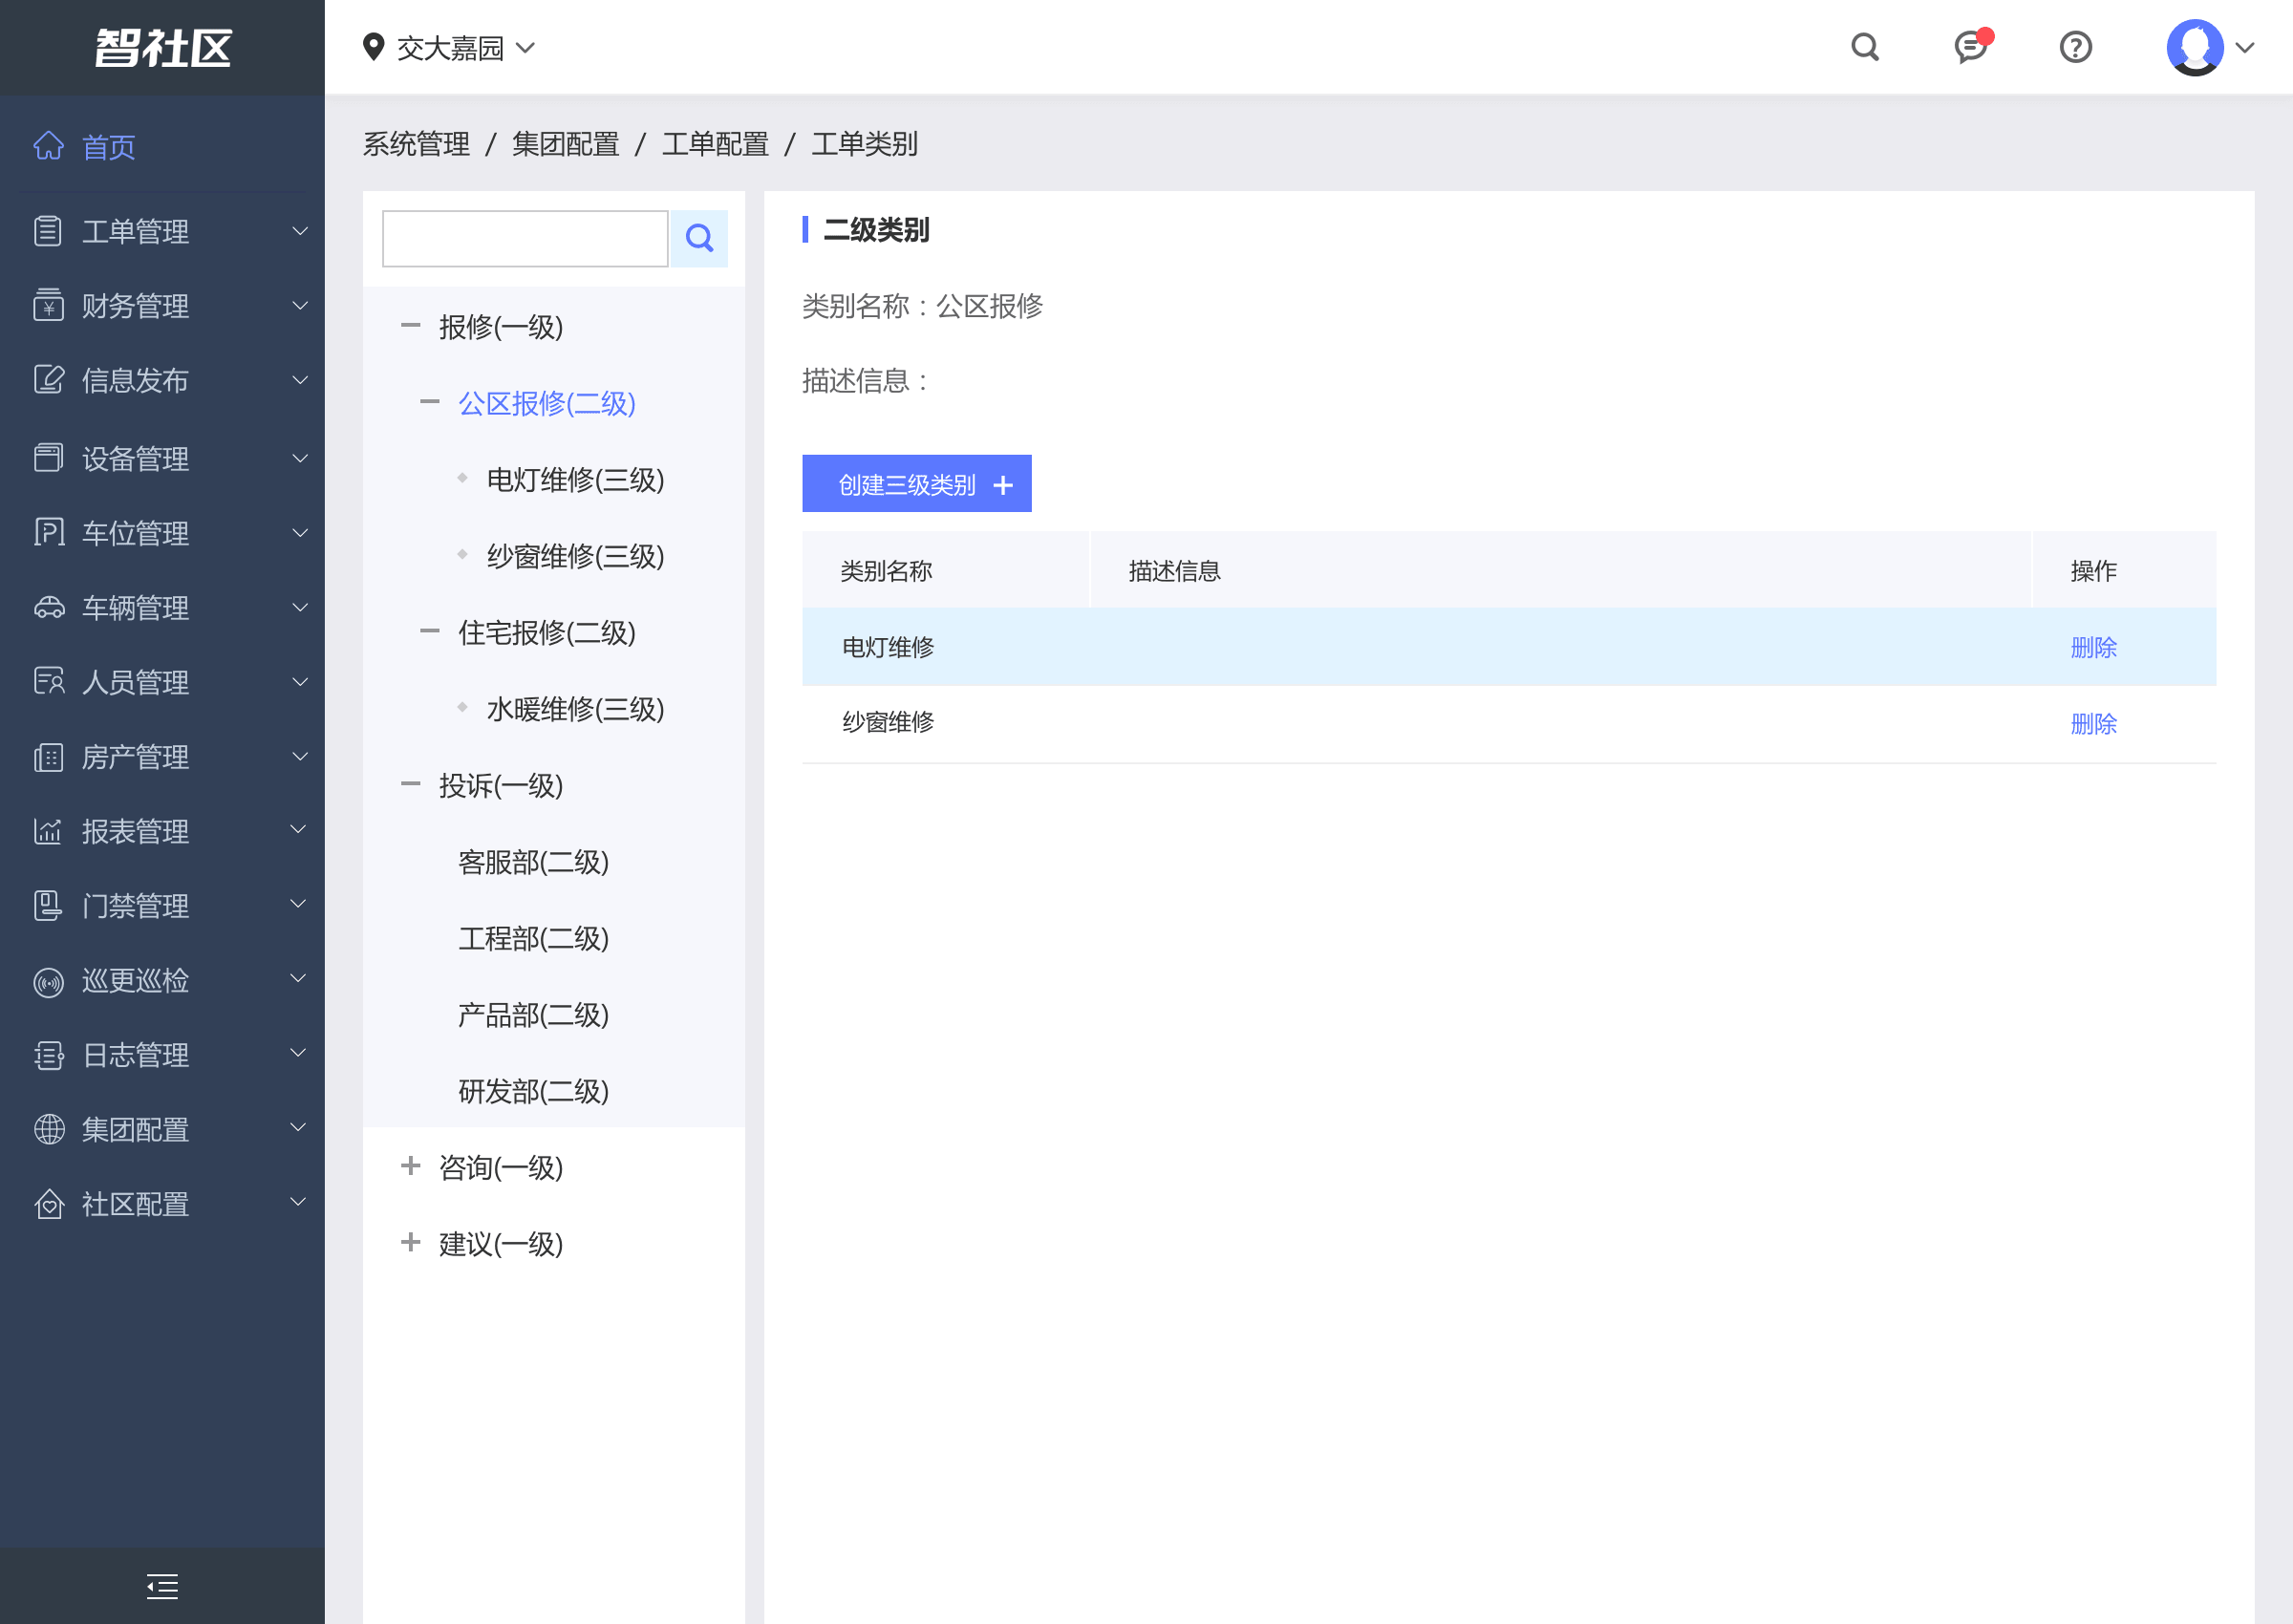 智社区
交大嘉园
首页
工单管理
财务管理
信息发布
设备管理
车位管理
车辆管理
人员管理
房产管理
报表管理
门禁管理
巡更巡检
日志管理
集团配置
社区配置
系统管理 / 集团配置 / 工单配置 / 工单类别
报修(一级)
公区报修(二级)
电灯维修(三级)
纱窗维修(三级)
住宅报修(二级)
水暖维修(三级)
投诉(一级)
客服部(二级)
工程部(二级)
产品部(二级)
研发部(二级)
咨询(一级)
建议(一级)
二级类别
类别名称：公区报修
描述信息：
创建三级类别 +
类别名称 描述信息 操作
电灯维修 删除
纱窗维修 删除